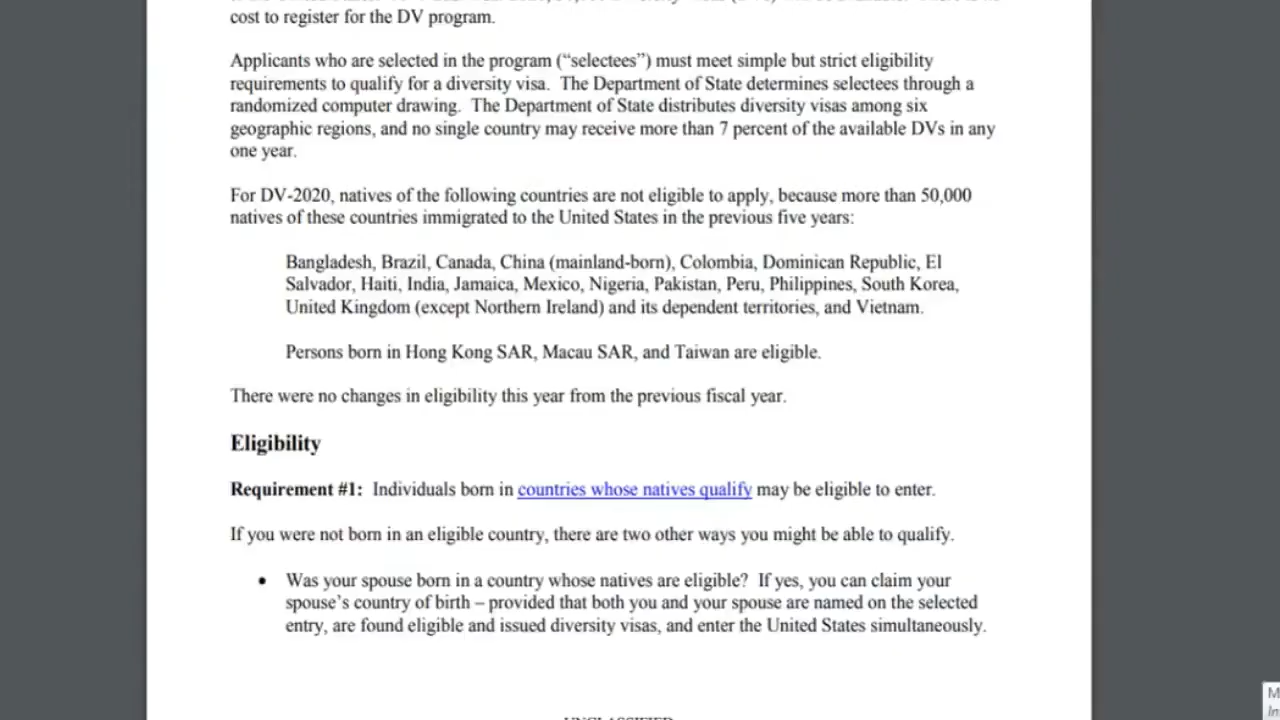 cost to register for the DV program.
Applicants who are selected in the program (“selectees”) must meet simple but strict eligibility
requirements to qualify for a diversity visa.  The Department of State determines selectees through a
randomized computer drawing.  The Department of State distributes diversity visas among six
geographic regions, and no single country may receive more than 7 percent of the available DVs in any
one year.
For DV-2020, natives of the following countries are not eligible to apply, because more than 50,000
natives of these countries immigrated to the United States in the previous five years:
Bangladesh, Brazil, Canada, China (mainland-born), Colombia, Dominican Republic, El
Salvador, Haiti, India, Jamaica, Mexico, Nigeria, Pakistan, Peru, Philippines, South Korea,
United Kingdom (except Northern Ireland) and its dependent territories, and Vietnam.
Persons born in Hong Kong SAR, Macau SAR, and Taiwan are eligible.
There were no changes in eligibility this year from the previous fiscal year.
Eligibility
Requirement #1:  Individuals born in countries whose natives qualify may be eligible to enter.
If you were not born in an eligible country, there are two other ways you might be able to qualify.
• Was your spouse born in a country whose natives are eligible?  If yes, you can claim your
spouse’s country of birth – provided that both you and your spouse are named on the selected
entry, are found eligible and issued diversity visas, and enter the United States simultaneously.
UNCLASSIFIED
M
In